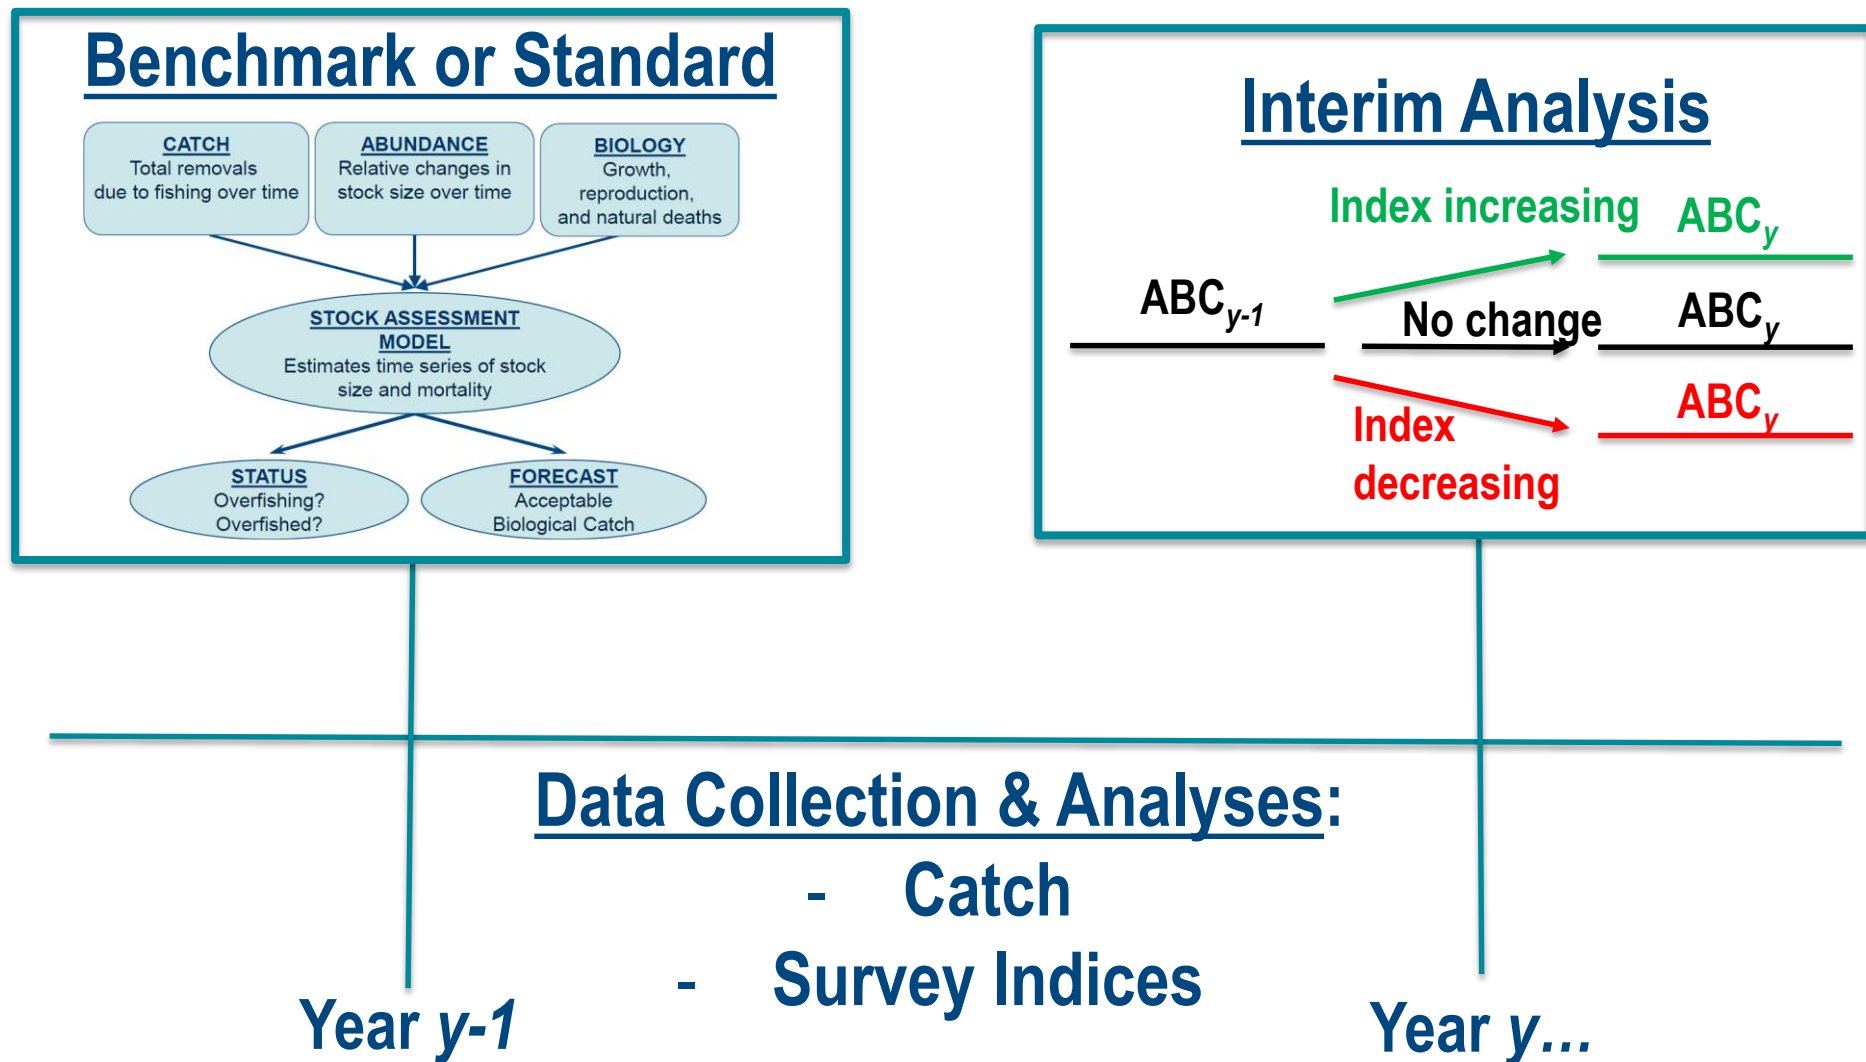 Benchmark or Standard
CATCH
Total removals
due to fishing over time
ABUNDANCE
Relative changes in
stock size over time
BIOLOGY
Growth,
reproduction,
and natural deaths
STOCK ASSESSMENT
MODEL
Estimates time series of stock
size and mortality
STATUS
Overfishing?
Overfished?
FORECAST
Acceptable
Biological Catch
Interim Analysis
Index increasing
ABCy
ABCy-1
No change
ABCy
Index
decreasing
ABCy
Data Collection & Analyses:
- Catch
- Survey Indices
Year y-1
Year y...